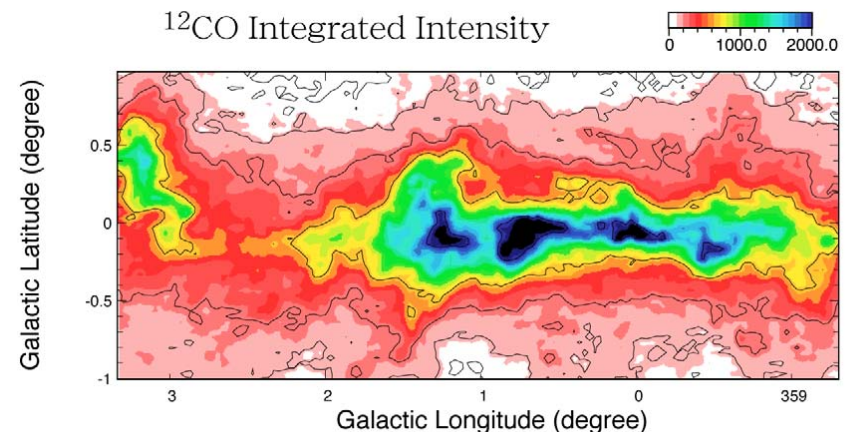 ¹²CO Integrated Intensity
0 1000.0 2000.0
Galactic Latitude (degree)
0.5
0
-0.5
-1
3 2 1 0 359
Galactic Longitude (degree)